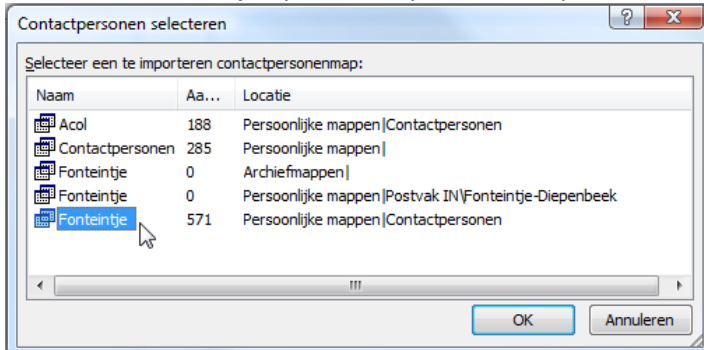 Contactpersonen selecteren
Selecteer een te importeren contactpersonenmap:
Naam Aa... Locatie
Acol 188 Persoonlijke mappen|Contactpersonen
Contactpersonen 285 Persoonlijke mappen|
Fonteintje 0 Archiefmappen|
Fonteintje 0 Persoonlijke mappen|Postvak IN\Fonteintje-Diepenbeek
Fonteintje 571 Persoonlijke mappen|Contactpersonen
OK Annuleren